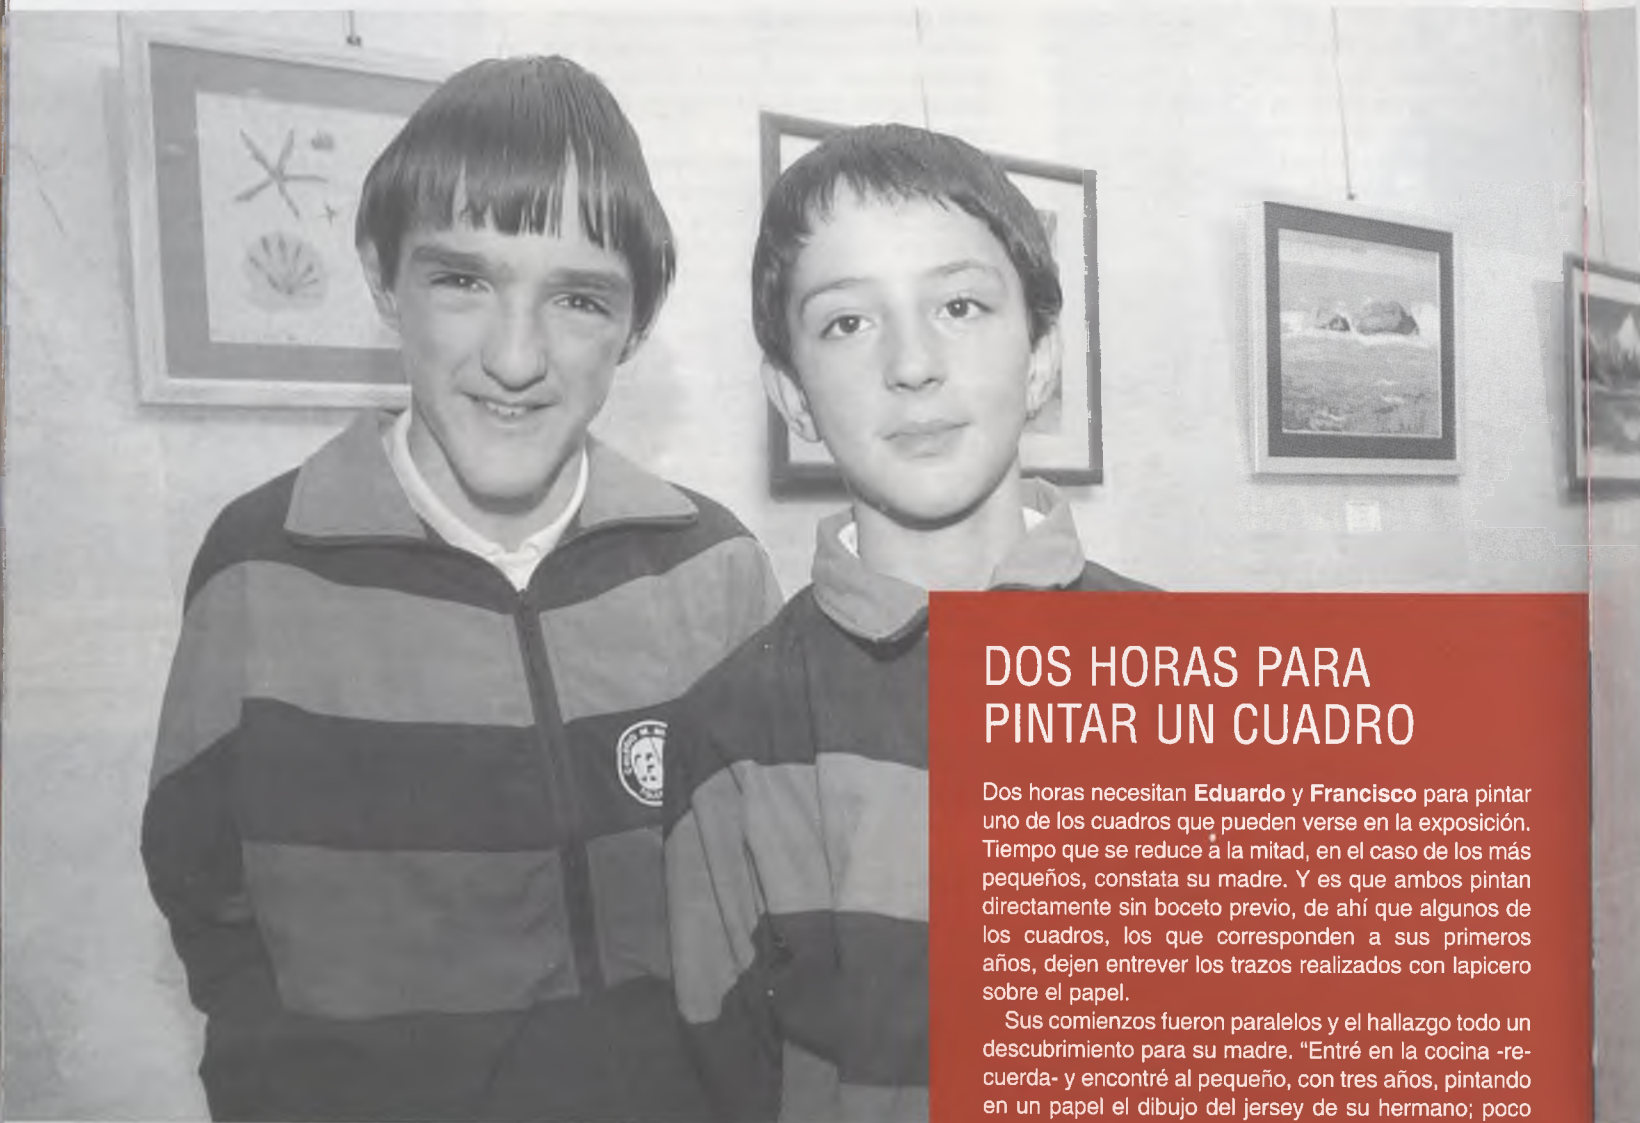 DOS HORAS PARA
PINTAR UN CUADRO
Dos horas necesitan Eduardo y Francisco para pintar
uno de los cuadros que pueden verse en la exposición.
Tiempo que se reduce a la mitad, en el caso de los más
pequeños, constata su madre. Y es que ambos pintan
directamente sin boceto previo, de ahí que algunos de
los cuadros, los que corresponden a sus primeros
años, dejen entrever los trazos realizados con lapicero
sobre el papel.
Sus comienzos fueron paralelos y el hallazgo todo un
descubrimiento para su madre. “Entré en la cocina -re-
cuerda- y encontré al pequeño, con tres años, pintando
en un papel el dibujo del jersey de su hermano; poco